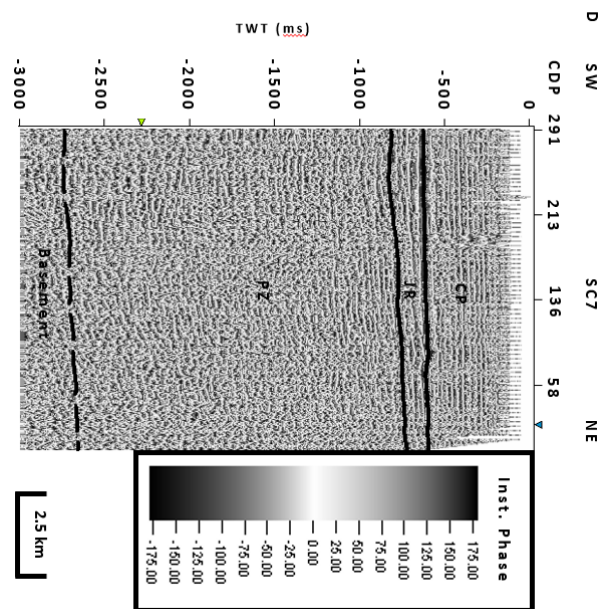 D
SW SC7 NE
CDP 291 213 136 58
0
-500
-1000
-1500
-2000
-2500
-3000
TWT (ms)
CP
JR
PZ
Basement
Inst. Phase
175.00
150.00
125.00
100.00
75.00
50.00
25.00
0.00
-25.00
-50.00
-75.00
-100.00
-125.00
-150.00
-175.00
2.5 km